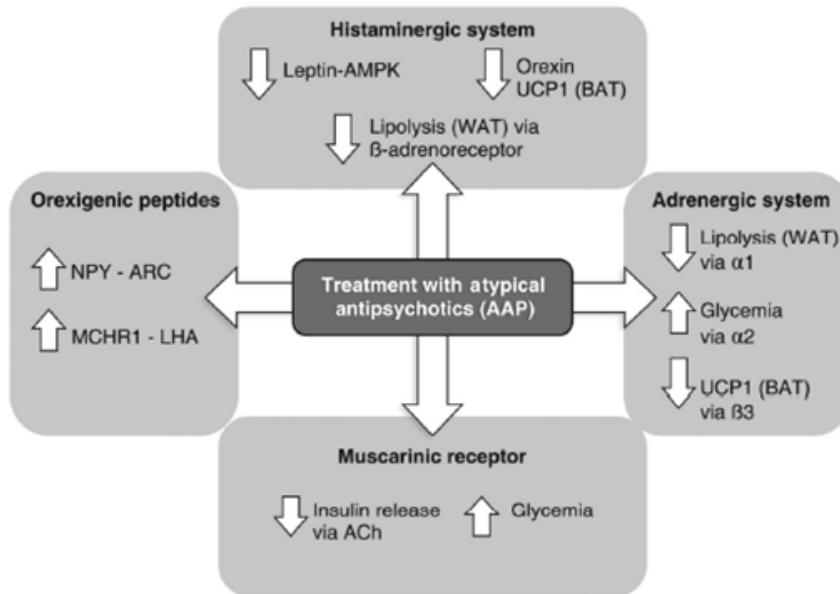 Histaminergic system
Leptin-AMPK
Orexin
UCP1 (BAT)
Lipolysis (WAT) via
ß-adrenoreceptor
Orexigenic peptides
NPY - ARC
MCHR1 - LHA
Treatment with atypical
antipsychotics (AAP)
Adrenergic system
Lipolysis (WAT)
via α1
Glycemia
via α2
UCP1 (BAT)
via ß3
Muscarinic receptor
Insulin release
via ACh
Glycemia